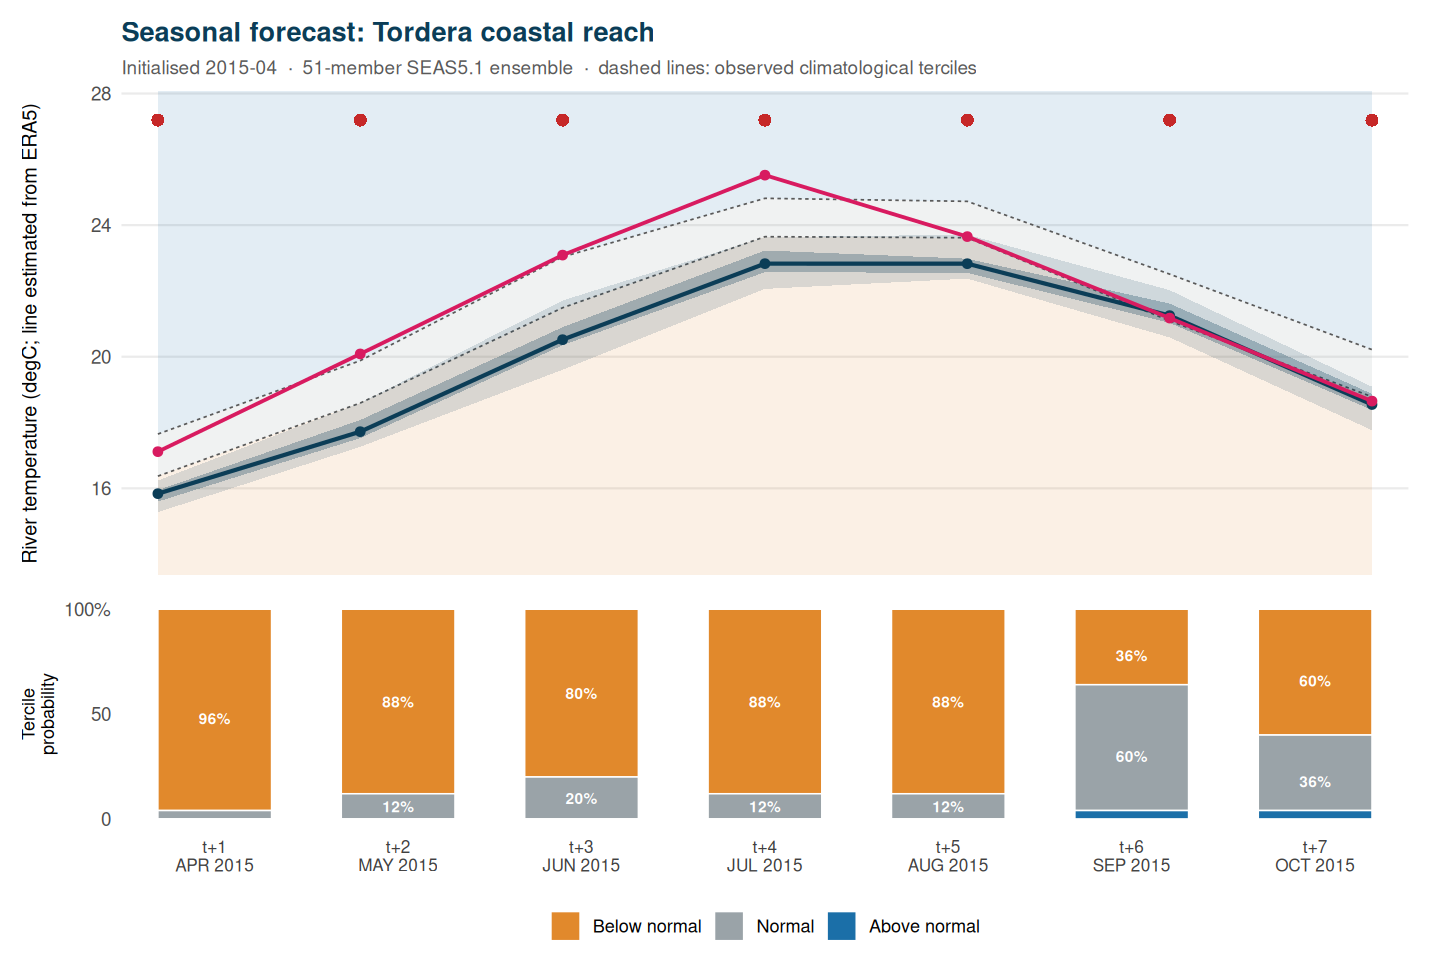 Seasonal forecast: Tordera coastal reach
Initialised 2015-04 · 51-member SEAS5.1 ensemble · dashed lines: observed climatological terciles
River temperature (degC; line estimated from ERA5)
28
24
20
16
Tercile
probability
100%
50
0
96%
88%
12%
80%
20%
88%
12%
88%
12%
36%
60%
60%
36%
t+1
APR 2015
t+2
MAY 2015
t+3
JUN 2015
t+4
JUL 2015
t+5
AUG 2015
t+6
SEP 2015
t+7
OCT 2015
Below normal
Normal
Above normal